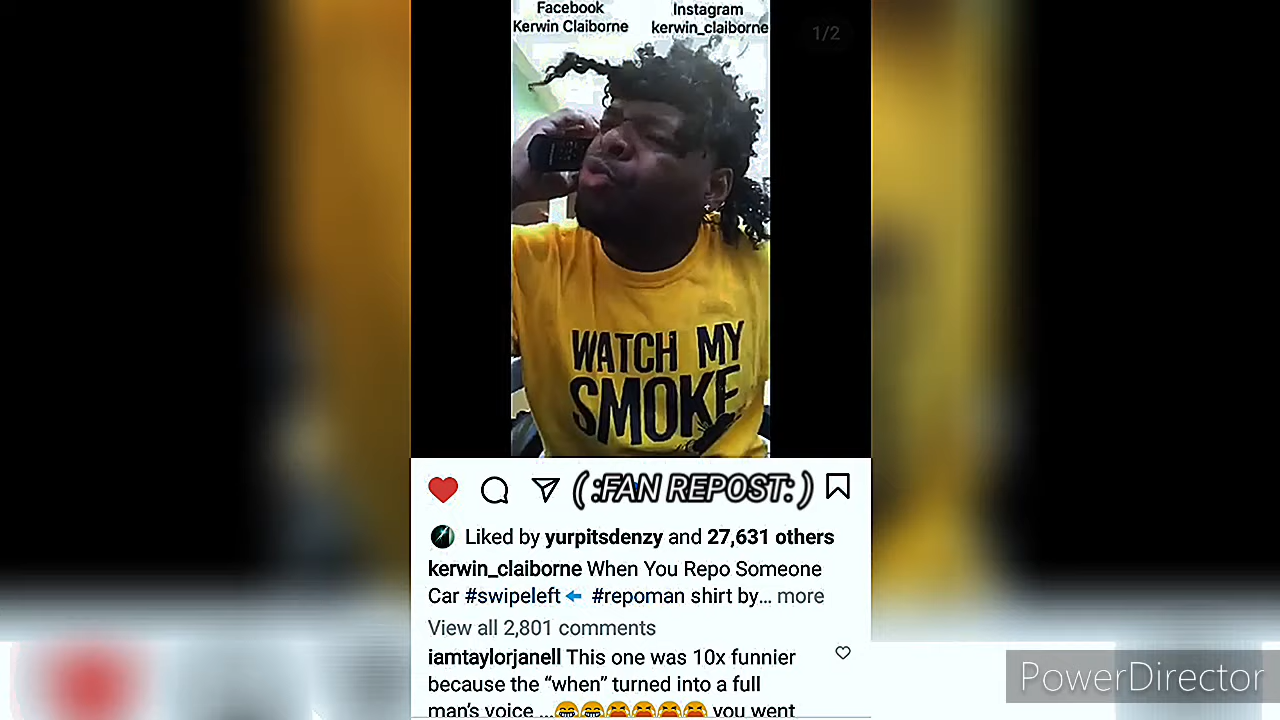 Facebook
Kerwin Claiborne
Instagram
kerwin_claiborne
1/2
WATCH MY
SMOKE
( :FAN REPOST: )
Liked by yurpitsdenzy and 27,631 others
kerwin_claiborne When You Repo Someone
Car #swipeleft⬅ #repoman shirt by... more
View all 2,801 comments
iamtaylorjanell This one was 10x funnier
because the “when” turned into a full
man's voice ...😂😂😆😆😆😆 you went
PowerDirector